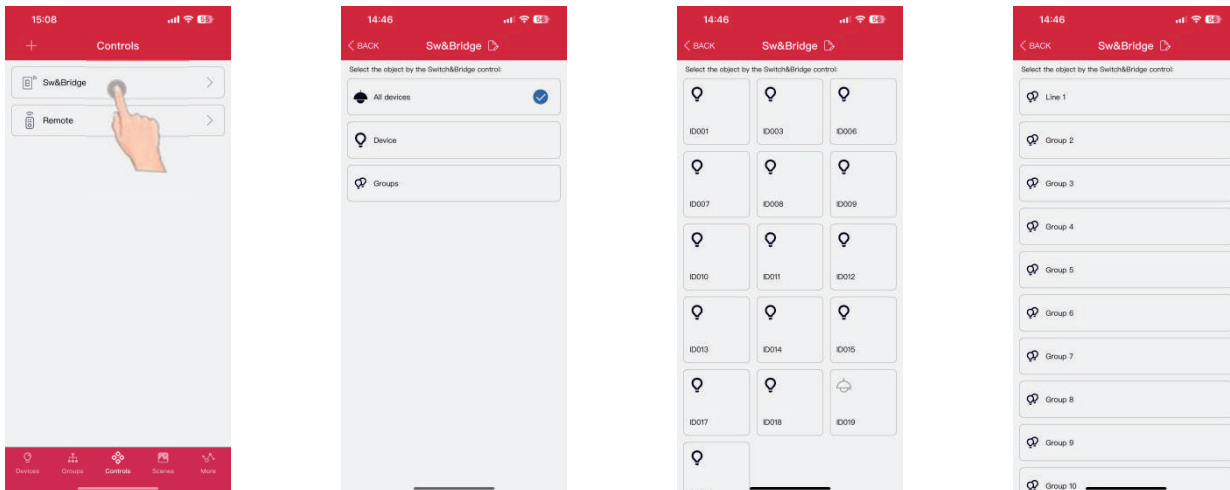 15:08
Controls
Sw&Bridge
Remote
Devices Groups Controls Scenes More
14:46
BACK Sw&Bridge
Select the object by the Switch&Bridge control:
All devices
Device
Groups
14:46
BACK Sw&Bridge
Select the object by the Switch&Bridge control:
ID001 ID003 ID006
ID007 ID008 ID009
ID010 ID011 ID012
ID013 ID014 ID015
ID017 ID018 ID019
14:46
BACK Sw&Bridge
Select the object by the Switch&Bridge control:
Line 1
Group 2
Group 3
Group 4
Group 5
Group 6
Group 7
Group 8
Group 9
Group 10